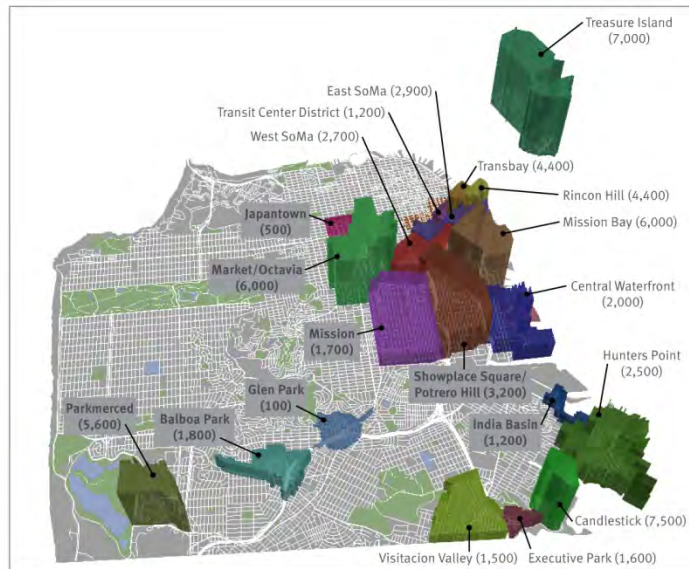 Treasure Island
(7,000)
East SoMa (2,900)
Transit Center District (1,200)
West SoMa (2,700)
Transbay (4,400)
Rincon Hill (4,400)
Japantown
(500)
Mission Bay (6,000)
Market/Octavia
(6,000)
Central Waterfront
(2,000)
Mission
(1,700)
Hunters Point
(2,500)
Showplace Square/
Potrero Hill (3,200)
Glen Park
(100)
Parkmerced
(5,600)
Balboa Park
(1,800)
India Basin
(1,200)
Candlestick (7,500)
Visitacion Valley (1,500)
Executive Park (1,600)